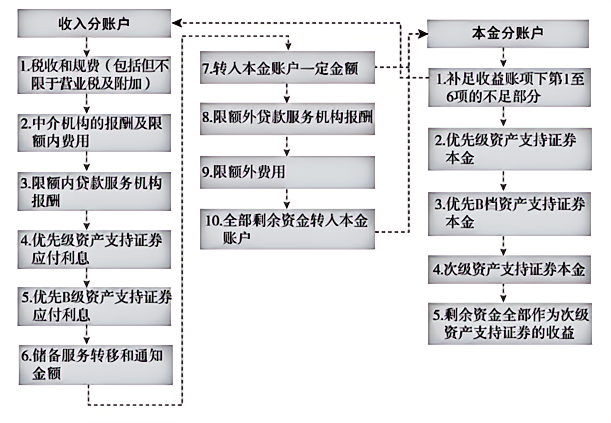 收入分账户
1.税收和规费（包括但不
限于营业税及附加）
2.中介机构的报酬及限
额内费用
3.限额内贷款服务机构
报酬
4.优先级资产支持证券
应付利息
5.优先B级资产支持证券
应付利息
6.储备服务转移和通知
金额
7.转入本金账户一定金额
8.限额外贷款服务机构报酬
9.限额外费用
10.全部剩余资金转入本金
账户
本金分账户
1.补足收益账项下第1至
6项的不足部分
2.优先级资产支持证券
本金
3.优先B档资产支持证券
本金
4.次级资产支持证券本金
5.剩余资金全部作为次级
资产支持证券的收益